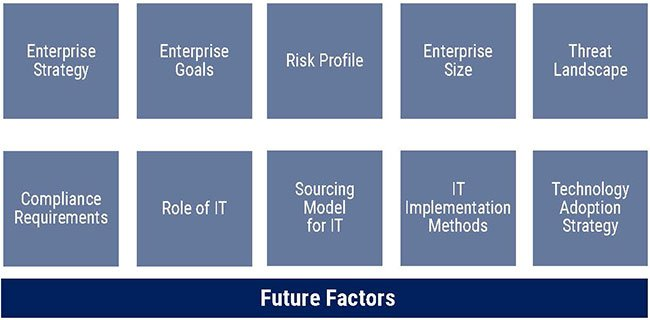 Enterprise
Strategy
Enterprise
Goals
Risk Profile
Enterprise
Size
Threat
Landscape
Compliance
Requirements
Role of IT
Sourcing
Model
for IT
IT
Implementation
Methods
Technology
Adoption
Strategy
Future Factors